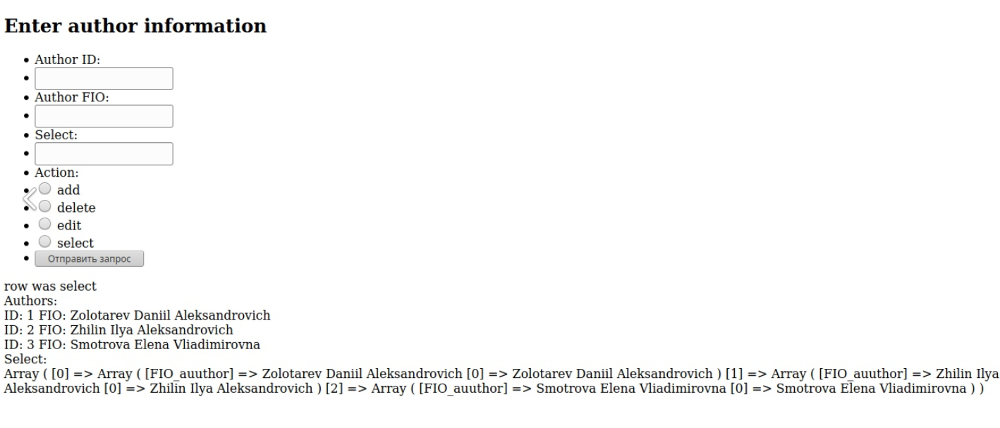 Enter author information
Author ID:
Author FIO:
Select:
Action:
add
delete
edit
select
Отправить запрос
row was select
Authors:
ID: 1 FIO: Zolotarev Daniil Aleksandrovich
ID: 2 FIO: Zhilin Ilya Aleksandrovich
ID: 3 FIO: Smotrova Elena Vliadimirovna
Select:
Array ( [0] => Array ( [FIO_auuthor] => Zolotarev Daniil Aleksandrovich [0] => Zolotarev Daniil Aleksandrovich ) [1] => Array ( [FIO_auuthor] => Zhilin Ilya
Aleksandrovich [0] => Zhilin Ilya Aleksandrovich ) [2] => Array ( [FIO_auuthor] => Smotrova Elena Vliadimirovna [0] => Smotrova Elena Vliadimirovna ) )